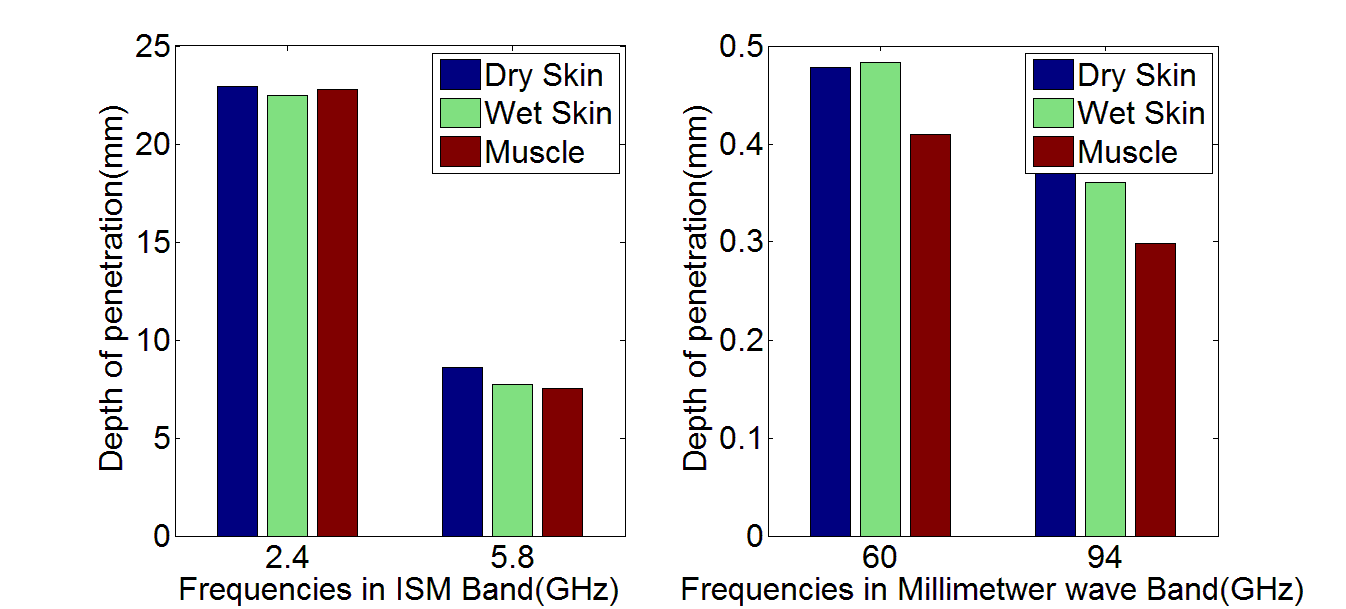 Depth of penetration(mm)
25
20
15
10
5
0
Dry Skin
Wet Skin
Muscle
2.4
5.8
Frequencies in ISM Band(GHz)
Depth of penetration(mm)
0.5
0.4
0.3
0.2
0.1
0
Dry Skin
Wet Skin
Muscle
60
94
Frequencies in Millimetwer wave Band(GHz)